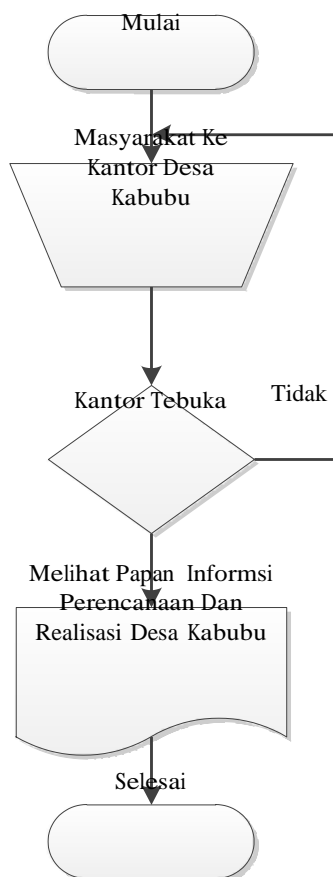 Mulai
Masyarakat Ke
Kantor Desa
Kabubu
Kantor Tebuka
Tidak
Melihat Papan Informsi
Perencanaan Dan
Realisasi Desa Kabubu
Selesai